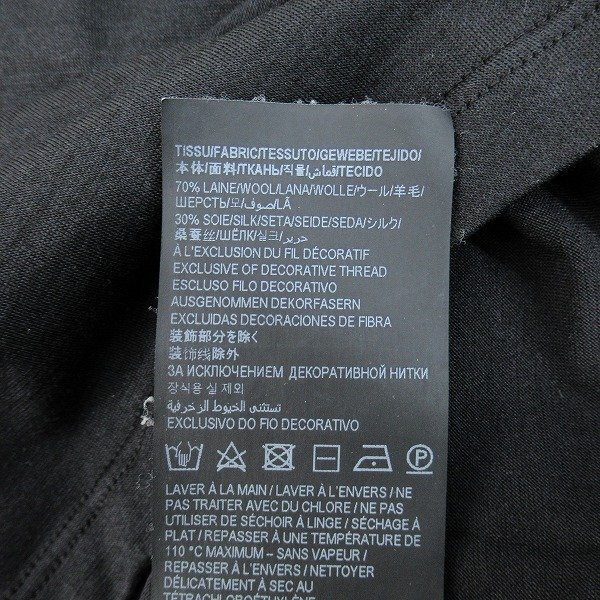 TISSU/FABRIC/TESSUTO/GEWEBE/TEJIDO/
本体/面料/ТКАНЬ/직물/قماش/TECIDO
70% LAINE/WOOL/LANA/WOLLE/ウール/羊毛/
ШЕРСТЬ/모/صوف/LÃ
30% SOIE/SILK/SETA/SEIDE/SEDA/シルク/
桑蚕丝/ШЁЛК/실크/حرير
À L'EXCLUSION DU FIL DÉCORATIF
EXCLUSIVE OF DECORATIVE THREAD
ESCLUSO FILO DECORATIVO
AUSGENOMMEN DEKORFASERN
EXCLUIDAS DECORACIONES DE FIBRA
装飾部分を除く
装饰线除外
ЗА ИСКЛЮЧЕНИЕМ ДЕКОРАТИВНОЙ НИТКИ
장식용 실 제외
تستثنى الخيوط الزخرفية
EXCLUSIVO DO FIO DECORATIVO
P
LAVER À LA MAIN / LAVER À L'ENVERS / NE
PAS TRAITER AVEC DU CHLORE / NE PAS
UTILISER DE SÉCHOIR À LINGE / SÉCHAGE À
PLAT / REPASSER À UNE TEMPÉRATURE DE
110 °C MAXIMUM – SANS VAPEUR /
REPASSER À L'ENVERS / NETTOYER
DÉLICATEMENT À SEC AU
TÉTRACHLOROÉTHYLÈNE